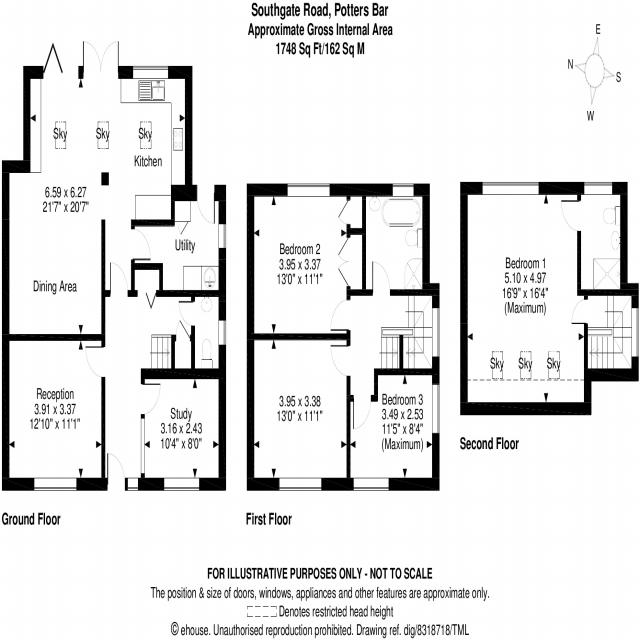 Southgate Road, Potters Bar
Approximate Gross Internal Area
1748 Sq Ft/162 Sq M
E
N
S
W
Sky
Sky
Sky
Kitchen
6.59 x 6.27
21'7" x 20'7"
Utility
Dining Area
Reception
3.91 x 3.37
12'10" x 11'1"
Study
3.16 x 2.43
10'4" x 8'0"
Ground Floor
Bedroom 2
3.95 x 3.37
13'0" x 11'1"
3.95 x 3.38
13'0" x 11'1"
Bedroom 3
3.49 x 2.53
11'5" x 8'4"
(Maximum)
First Floor
Bedroom 1
5.10 x 4.97
16'9" x 16'4"
(Maximum)
Sky
Sky
Sky
Second Floor
FOR ILLUSTRATIVE PURPOSES ONLY - NOT TO SCALE
The position & size of doors, windows, appliances and other features are approximate only.
Denotes restricted head height
© ehouse. Unauthorised reproduction prohibited. Drawing ref. dig/8318718/TML